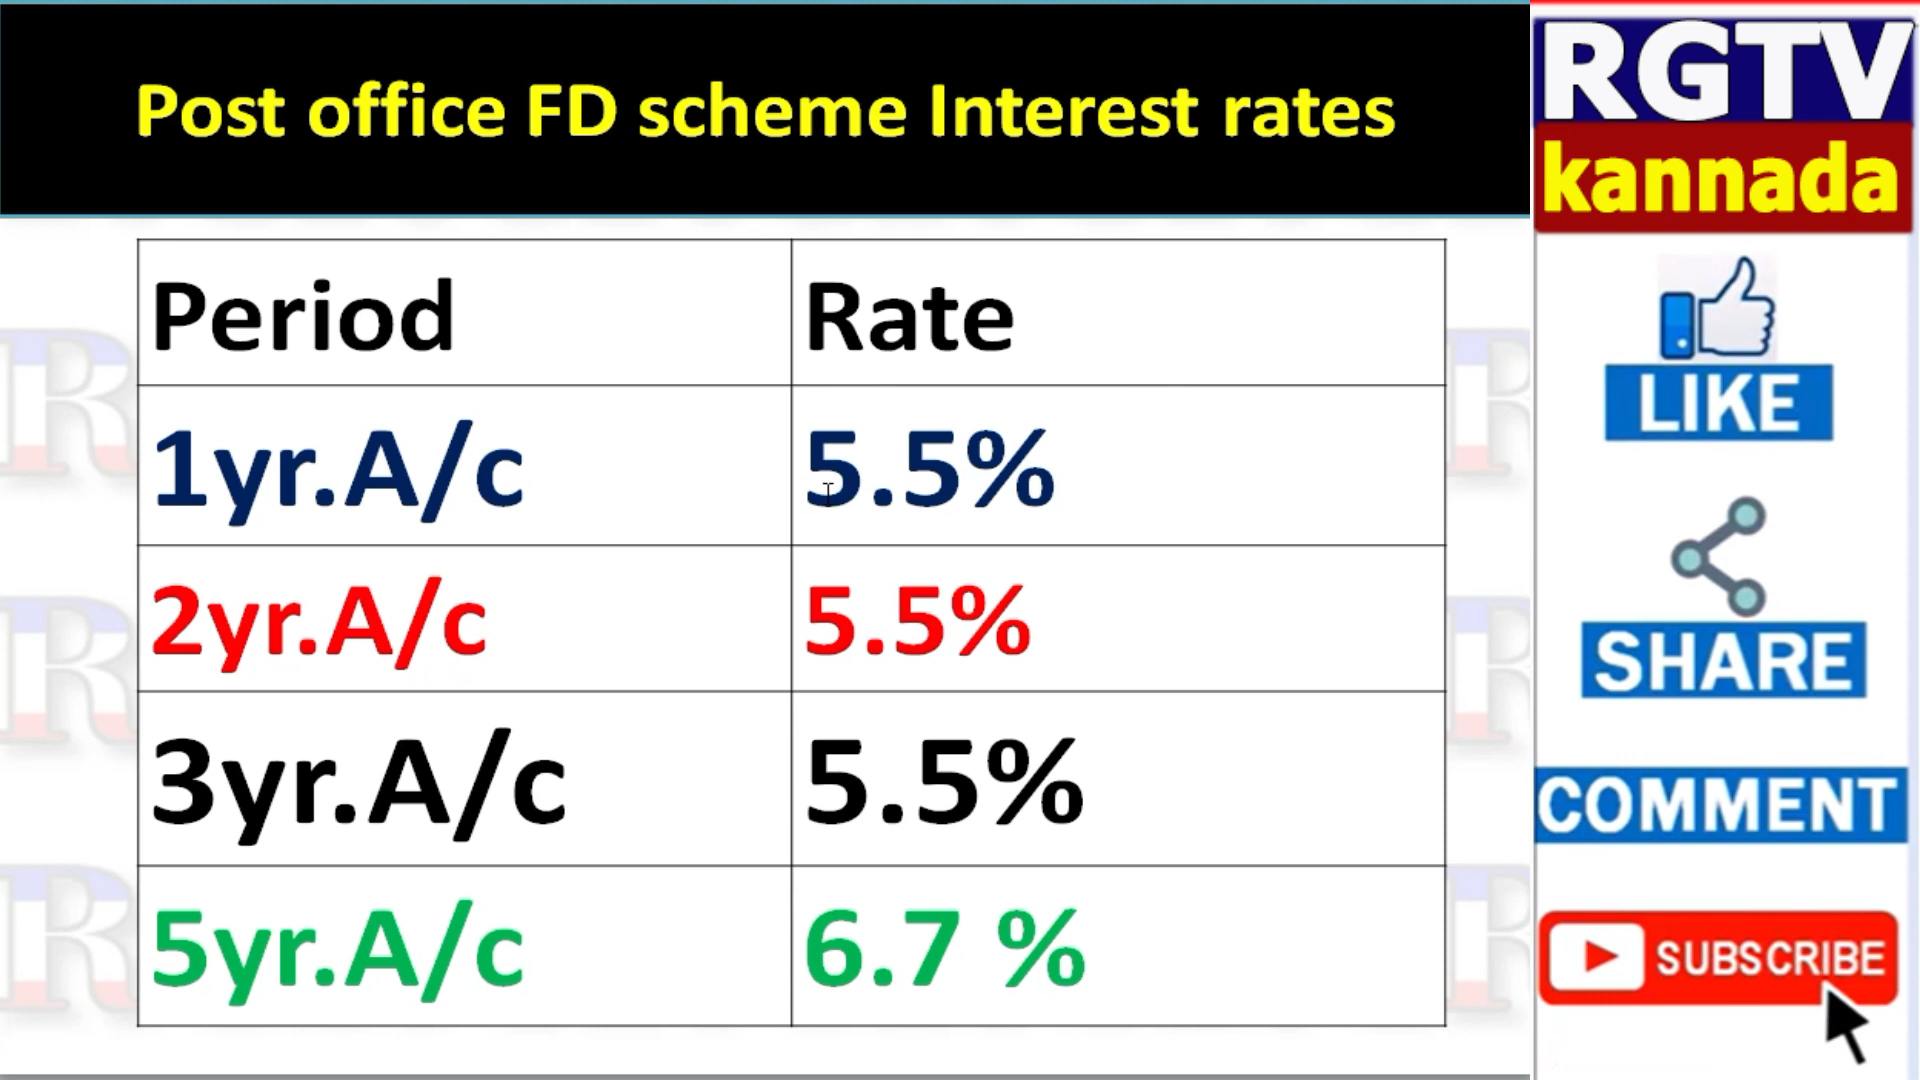 Post office FD scheme Interest rates
Period Rate
1yr.A/c 5.5%
2yr.A/c 5.5%
3yr.A/c 5.5%
5yr.A/c 6.7 %
RGTV
kannada
LIKE
SHARE
COMMENT
SUBSCRIBE
R
R
R
R
R
R